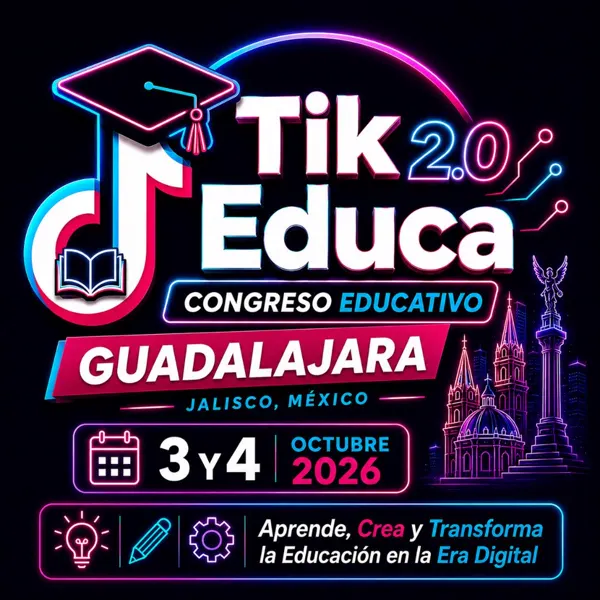 Tik 2.0
Educa
CONGRESO EDUCATIVO
GUADALAJARA
JALISCO, MÉXICO
3 Y 4 OCTUBRE 2026
Aprende, Crea y Transforma
la Educación en la Era Digital